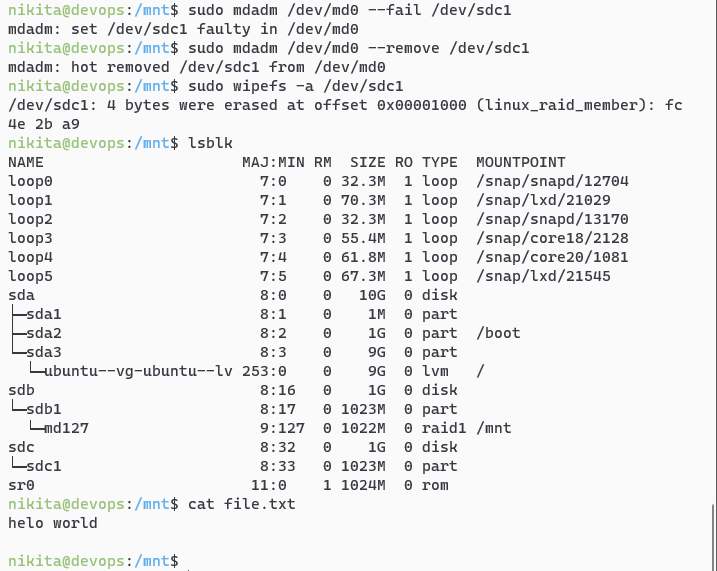 nikita@devops:/mnt$ sudo mdadm /dev/md0 --fail /dev/sdc1
mdadm: set /dev/sdc1 faulty in /dev/md0
nikita@devops:/mnt$ sudo mdadm /dev/md0 --remove /dev/sdc1
mdadm: hot removed /dev/sdc1 from /dev/md0
nikita@devops:/mnt$ sudo wipefs -a /dev/sdc1
/dev/sdc1: 4 bytes were erased at offset 0x00001000 (linux_raid_member): fc
4e 2b a9
nikita@devops:/mnt$ lsblk
NAME                      MAJ:MIN RM  SIZE RO TYPE  MOUNTPOINT
loop0                       7:0    0 32.3M  1 loop  /snap/snapd/12704
loop1                       7:1    0 70.3M  1 loop  /snap/lxd/21029
loop2                       7:2    0 32.3M  1 loop  /snap/snapd/13170
loop3                       7:3    0 55.4M  1 loop  /snap/core18/2128
loop4                       7:4    0 61.8M  1 loop  /snap/core20/1081
loop5                       7:5    0 67.3M  1 loop  /snap/lxd/21545
sda                         8:0    0   10G  0 disk
├─sda1                      8:1    0    1M  0 part
├─sda2                      8:2    0    1G  0 part  /boot
└─sda3                      8:3    0    9G  0 part
  └─ubuntu--vg-ubuntu--lv 253:0    0    9G  0 lvm   /
sdb                         8:16   0    1G  0 disk
└─sdb1                      8:17   0 1023M  0 part
  └─md127                   9:127  0 1022M  0 raid1 /mnt
sdc                         8:32   0    1G  0 disk
└─sdc1                      8:33   0 1023M  0 part
sr0                        11:0    1 1024M  0 rom
nikita@devops:/mnt$ cat file.txt
helo world
nikita@devops:/mnt$